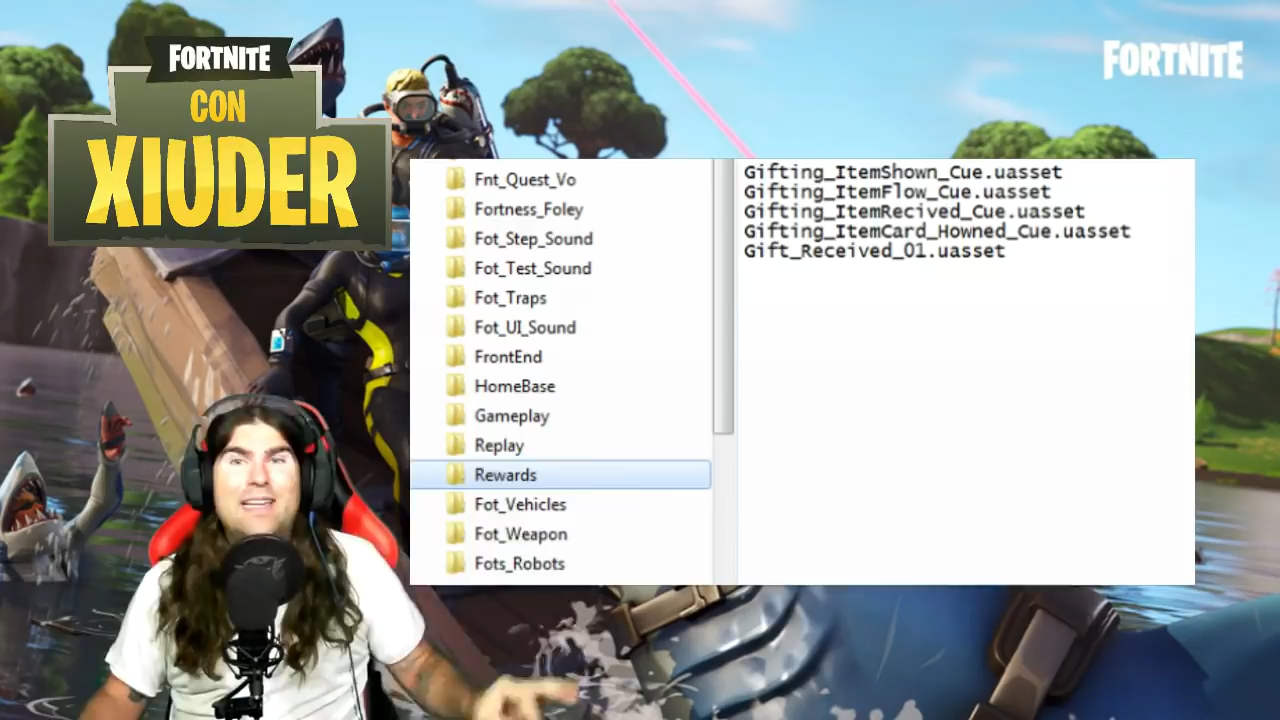 FORTNITE
CON
XIUDER
FORTNITE
Fnt_Quest_Vo
Fortness_Foley
Fot_Step_Sound
Fot_Test_Sound
Fot_Traps
Fot_UI_Sound
FrontEnd
HomeBase
Gameplay
Replay
Rewards
Fot_Vehicles
Fot_Weapon
Fots_Robots
Gifting_ItemShown_Cue.uasset
Gifting_ItemFlow_Cue.uasset
Gifting_ItemRecived_Cue.uasset
Gifting_ItemCard_Howned_Cue.uasset
Gift_Received_01.uasset